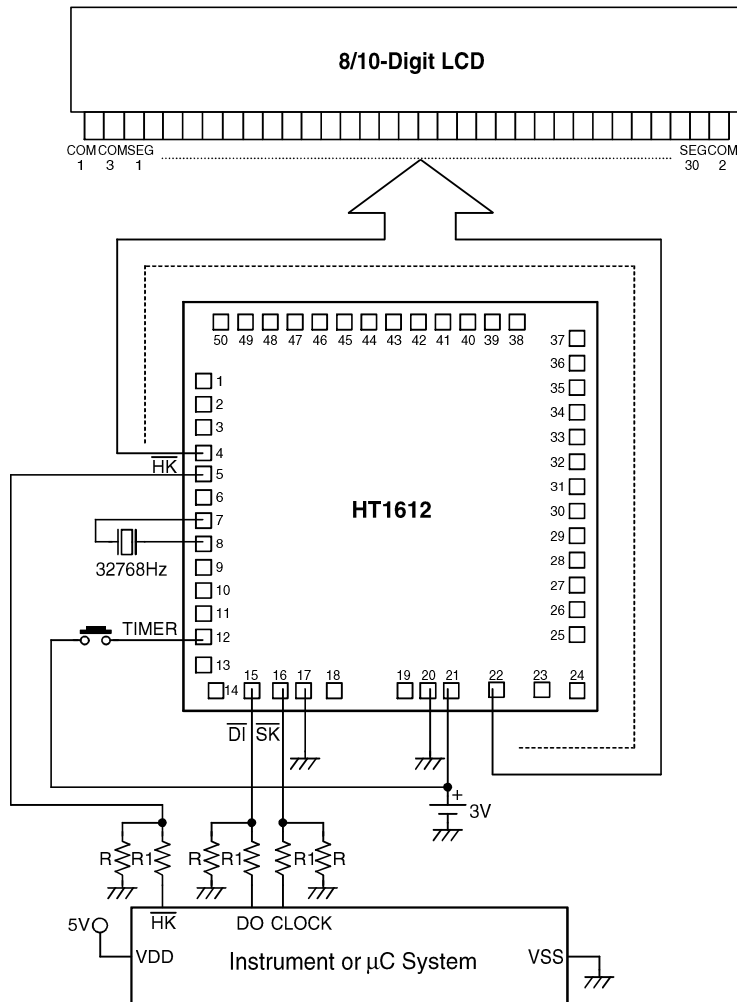 8/10-Digit LCD
COM COM SEG SEG COM
1 3 1 30 2
50 49 48 47 46 45 44 43 42 41 40 39 38
37
36
35
34
33
32
31
30
29
28
27
26
25
1
2
3
4
HK
5
6
7
8
32768Hz
9
10
11
TIMER
12
13
14
15 16 17 18 19 20 21 22 23 24
HT1612
DI SK
+
3V
R R1 R R1 R1 R
5V
HK DO CLOCK
VDD
Instrument or μC System
VSS